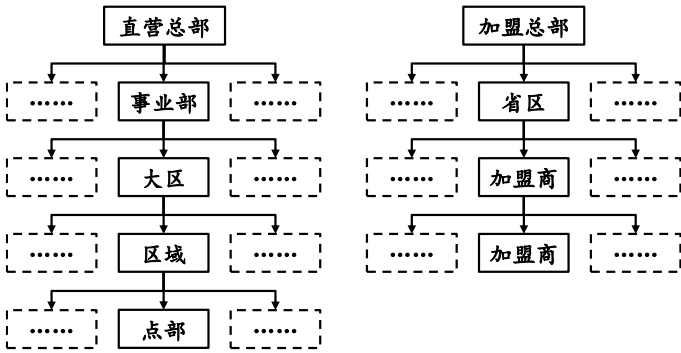 直营总部 加盟总部
…… 事业部 …… …… 省区 ……
…… 大区 …… …… 加盟商 ……
…… 区域 …… …… 加盟商 ……
…… 点部 ……